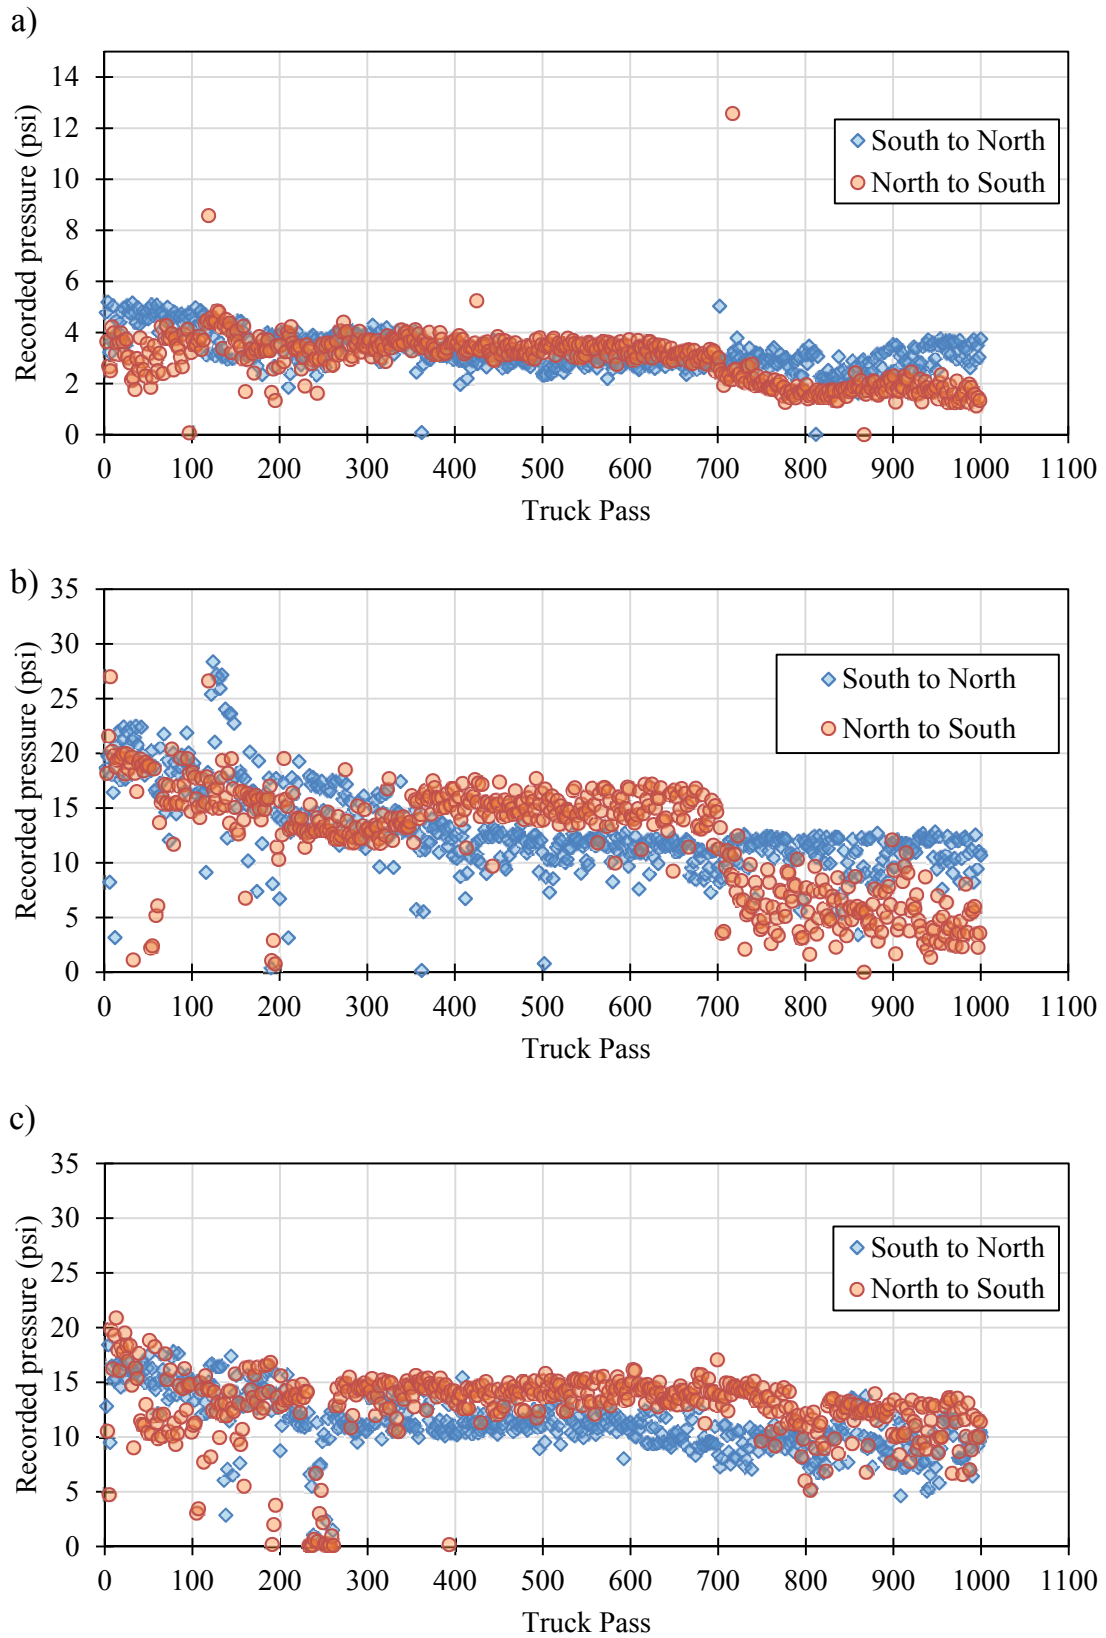 a)
14
12
10
8
6
4
2
0
Recorded pressure (psi)
South to North
North to South
0 100 200 300 400 500 600 700 800 900 1000 1100
Truck Pass
b)
35
30
25
20
15
10
5
0
Recorded pressure (psi)
South to North
North to South
0 100 200 300 400 500 600 700 800 900 1000 1100
Truck Pass
c)
35
30
25
20
15
10
5
0
Recorded pressure (psi)
South to North
North to South
0 100 200 300 400 500 600 700 800 900 1000 1100
Truck Pass